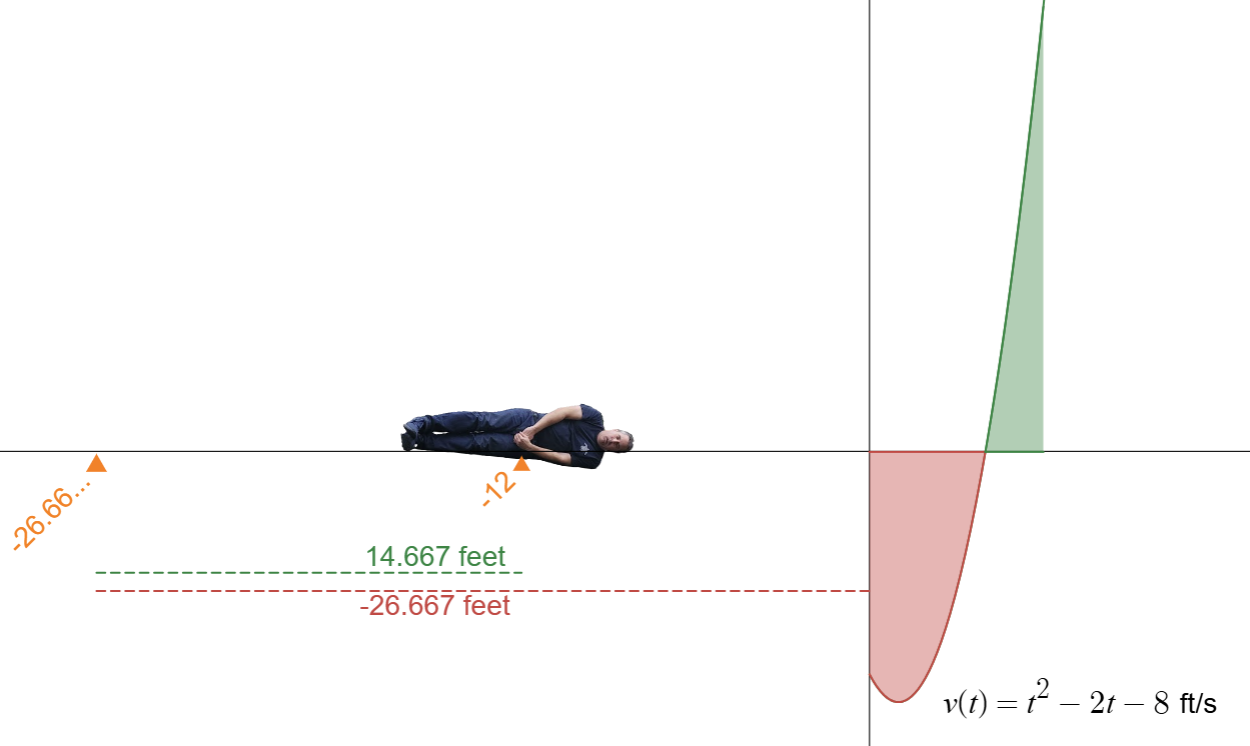 -26.66...
-12
14.667 feet
-26.667 feet
v(t) = t² − 2t − 8 ft/s